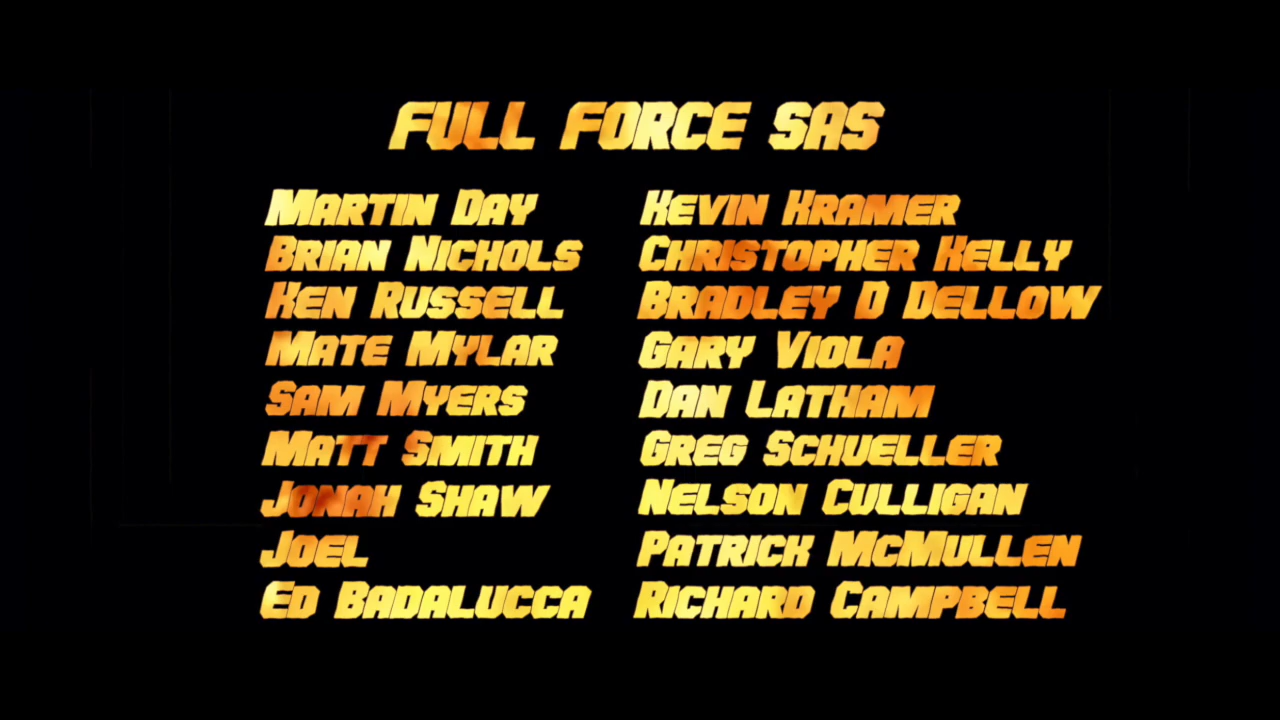 FULL FORCE SAS
MARTIN DAY
BRIAN NICHOLS
KEN RUSSELL
MATE MYLAR
SAM MYERS
MATT SMITH
JONAH SHAW
JOEL
ED BADALUCCA
KEVIN KRAMER
CHRISTOPHER KELLY
BRADLEY D DELLOW
GARY VIOLA
DAN LATHAM
GREG SCHUELLER
NELSON CULLIGAN
PATRICK MCMULLEN
RICHARD CAMPBELL